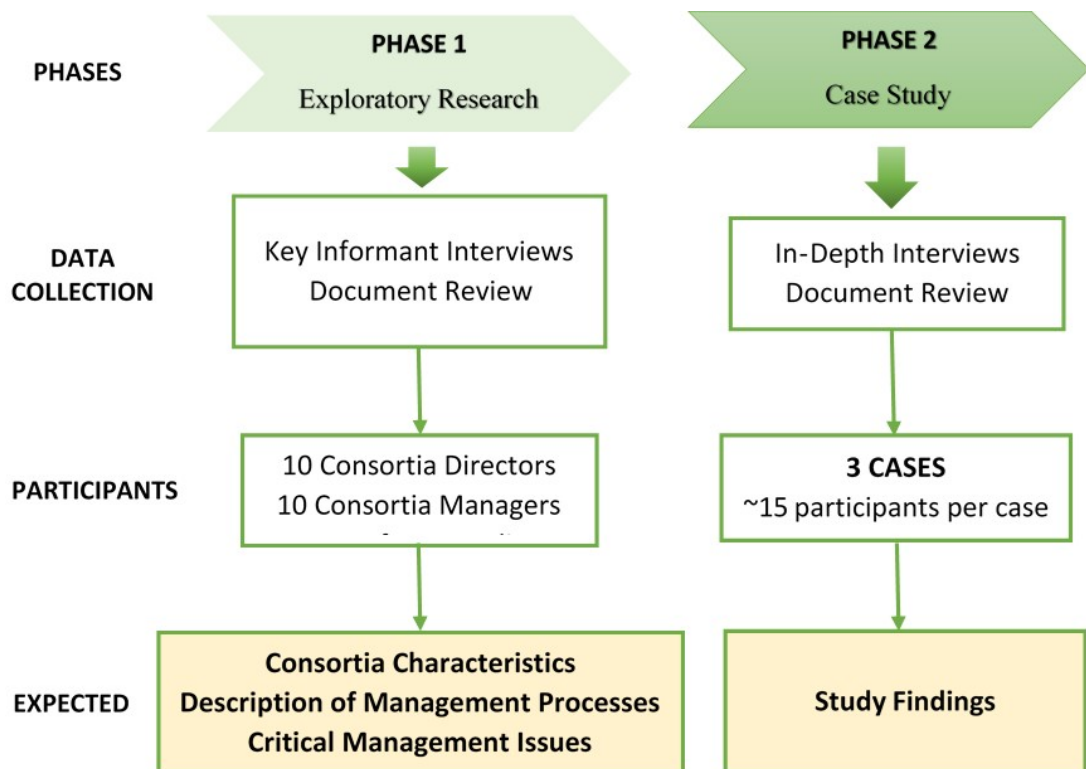 PHASES
PHASE 1
Exploratory Research
PHASE 2
Case Study
DATA
COLLECTION
Key Informant Interviews
Document Review
In-Depth Interviews
Document Review
PARTICIPANTS
10 Consortia Directors
10 Consortia Managers
3 CASES
~15 participants per case
EXPECTED
Consortia Characteristics
Description of Management Processes
Critical Management Issues
Study Findings